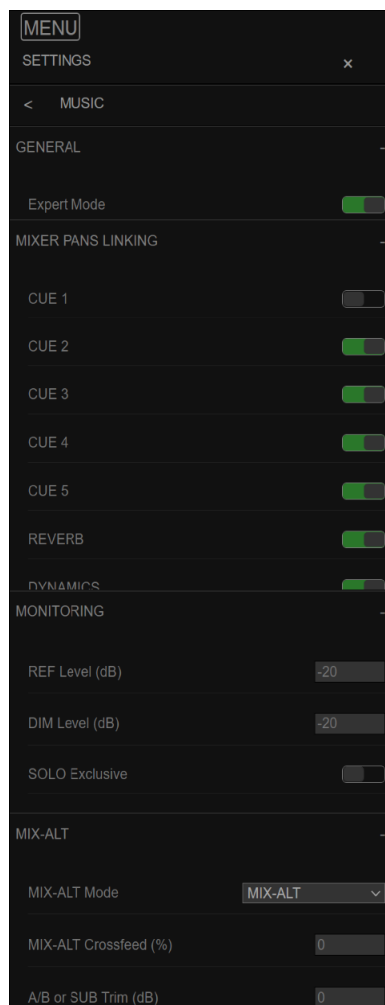 MENU
SETTINGS ×
< MUSIC
GENERAL -
Expert Mode
MIXER PANS LINKING -
CUE 1
CUE 2
CUE 3
CUE 4
CUE 5
REVERB
DYNAMICS
MONITORING -
REF Level (dB) -20
DIM Level (dB) -20
SOLO Exclusive
MIX-ALT -
MIX-ALT Mode MIX-ALT
MIX-ALT Crossfeed (%) 0
A/B or SUB Trim (dB) 0